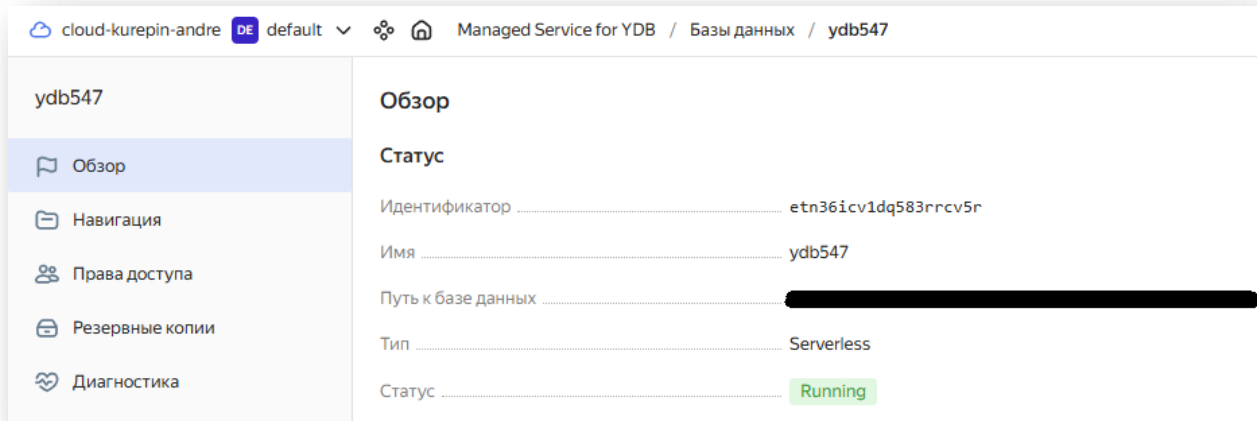 cloud-kurepin-andre DE default Managed Service for YDB / Базы данных / ydb547
ydb547
Обзор
Навигация
Права доступа
Резервные копии
Диагностика
Обзор
Статус
Идентификатор etn36icv1dq583rrcv5r
Имя ydb547
Путь к базе данных
Тип Serverless
Статус Running